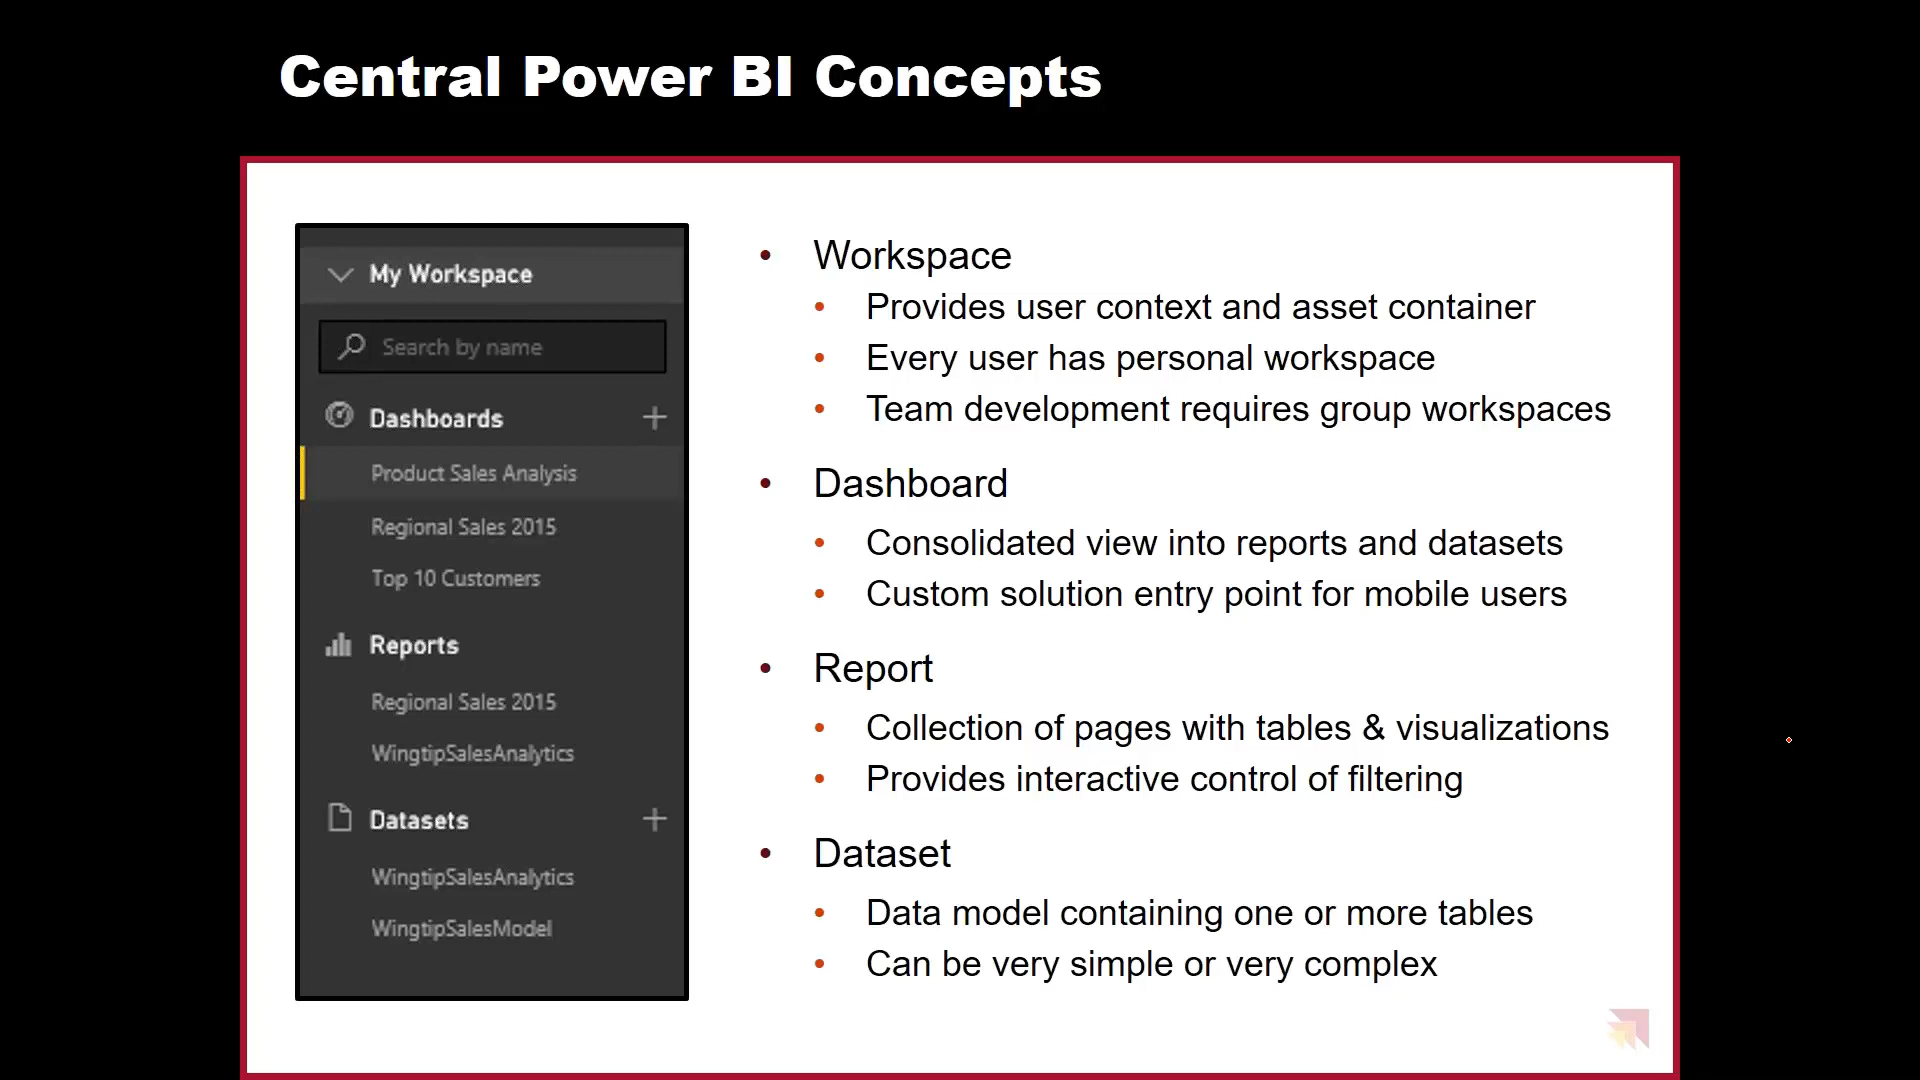 Central Power BI Concepts
My Workspace
Search by name
Dashboards
Product Sales Analysis
Regional Sales 2015
Top 10 Customers
Reports
Regional Sales 2015
WingtipSalesAnalytics
Datasets
WingtipSalesAnalytics
WingtipSalesModel
• Workspace
• Provides user context and asset container
• Every user has personal workspace
• Team development requires group workspaces
• Dashboard
• Consolidated view into reports and datasets
• Custom solution entry point for mobile users
• Report
• Collection of pages with tables & visualizations
• Provides interactive control of filtering
• Dataset
• Data model containing one or more tables
• Can be very simple or very complex